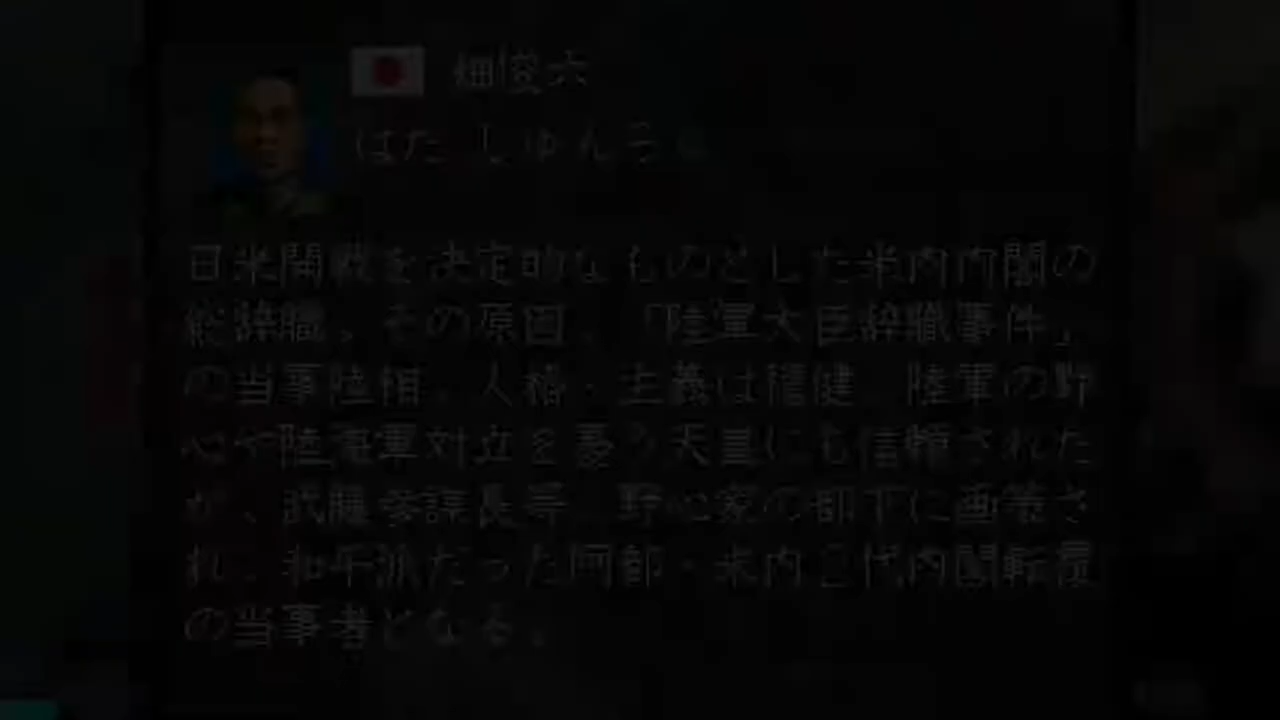 畑俊六
はた しゅんろく
日米開戦を決定的なものとした米内内閣の
総辞職。その原因、「陸軍大臣辞職事件」
の当事陸相。人格・主義は穏健、陸軍の野
心や陸海軍対立を憂う天皇にも信頼された
が、武藤参謀長等、野心家の部下に画策さ
れ、和平派だった阿部・米内２代内閣転覆
の当事者となる。